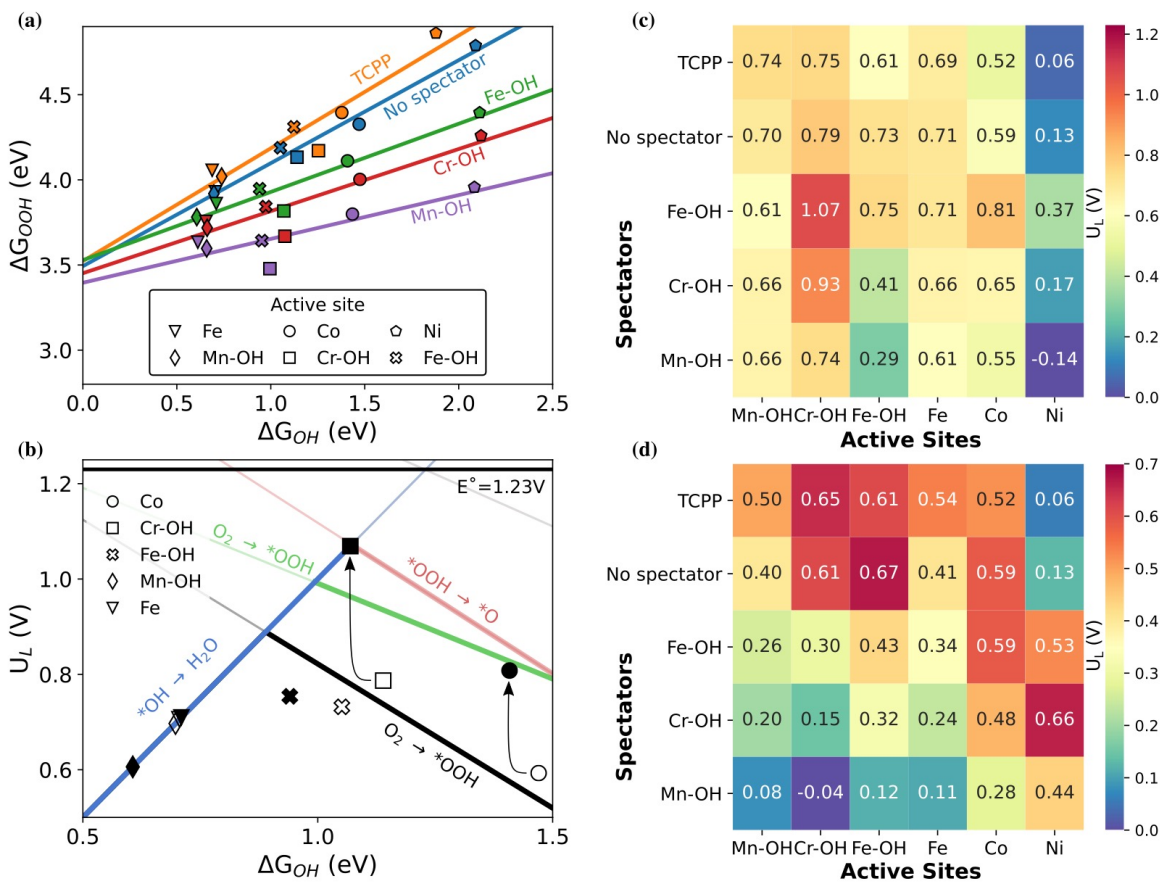 (a)
ΔG_OOH (eV)
4.5
4.0
3.5
3.0
TCPP
No spectator
Fe-OH
Cr-OH
Mn-OH
Active site
Fe Co Ni
Mn-OH Cr-OH Fe-OH
0.0 0.5 1.0 1.5 2.0 2.5
ΔG_OH (eV)
(b)
U_L (V)
1.2
1.0
0.8
0.6
E°=1.23V
Co
Cr-OH
Fe-OH
Mn-OH
Fe
O₂ → *OOH
*OOH → *O
*OH → H₂O
O₂ → *OOH
0.5 1.0 1.5
ΔG_OH (eV)
(c)
Spectators
TCPP 0.74 0.75 0.61 0.69 0.52 0.06
No spectator 0.70 0.79 0.73 0.71 0.59 0.13
Fe-OH 0.61 1.07 0.75 0.71 0.81 0.37
Cr-OH 0.66 0.93 0.41 0.66 0.65 0.17
Mn-OH 0.66 0.74 0.29 0.61 0.55 -0.14
Mn-OH Cr-OH Fe-OH Fe Co Ni
Active Sites
1.2
1.0
0.8
0.6
0.4
0.2
0.0
U_L (V)
(d)
Spectators
TCPP 0.50 0.65 0.61 0.54 0.52 0.06
No spectator 0.40 0.61 0.67 0.41 0.59 0.13
Fe-OH 0.26 0.30 0.43 0.34 0.59 0.53
Cr-OH 0.20 0.15 0.32 0.24 0.48 0.66
Mn-OH 0.08 -0.04 0.12 0.11 0.28 0.44
Mn-OH Cr-OH Fe-OH Fe Co Ni
Active Sites
0.7
0.6
0.5
0.4
0.3
0.2
0.1
0.0
U_L (V)